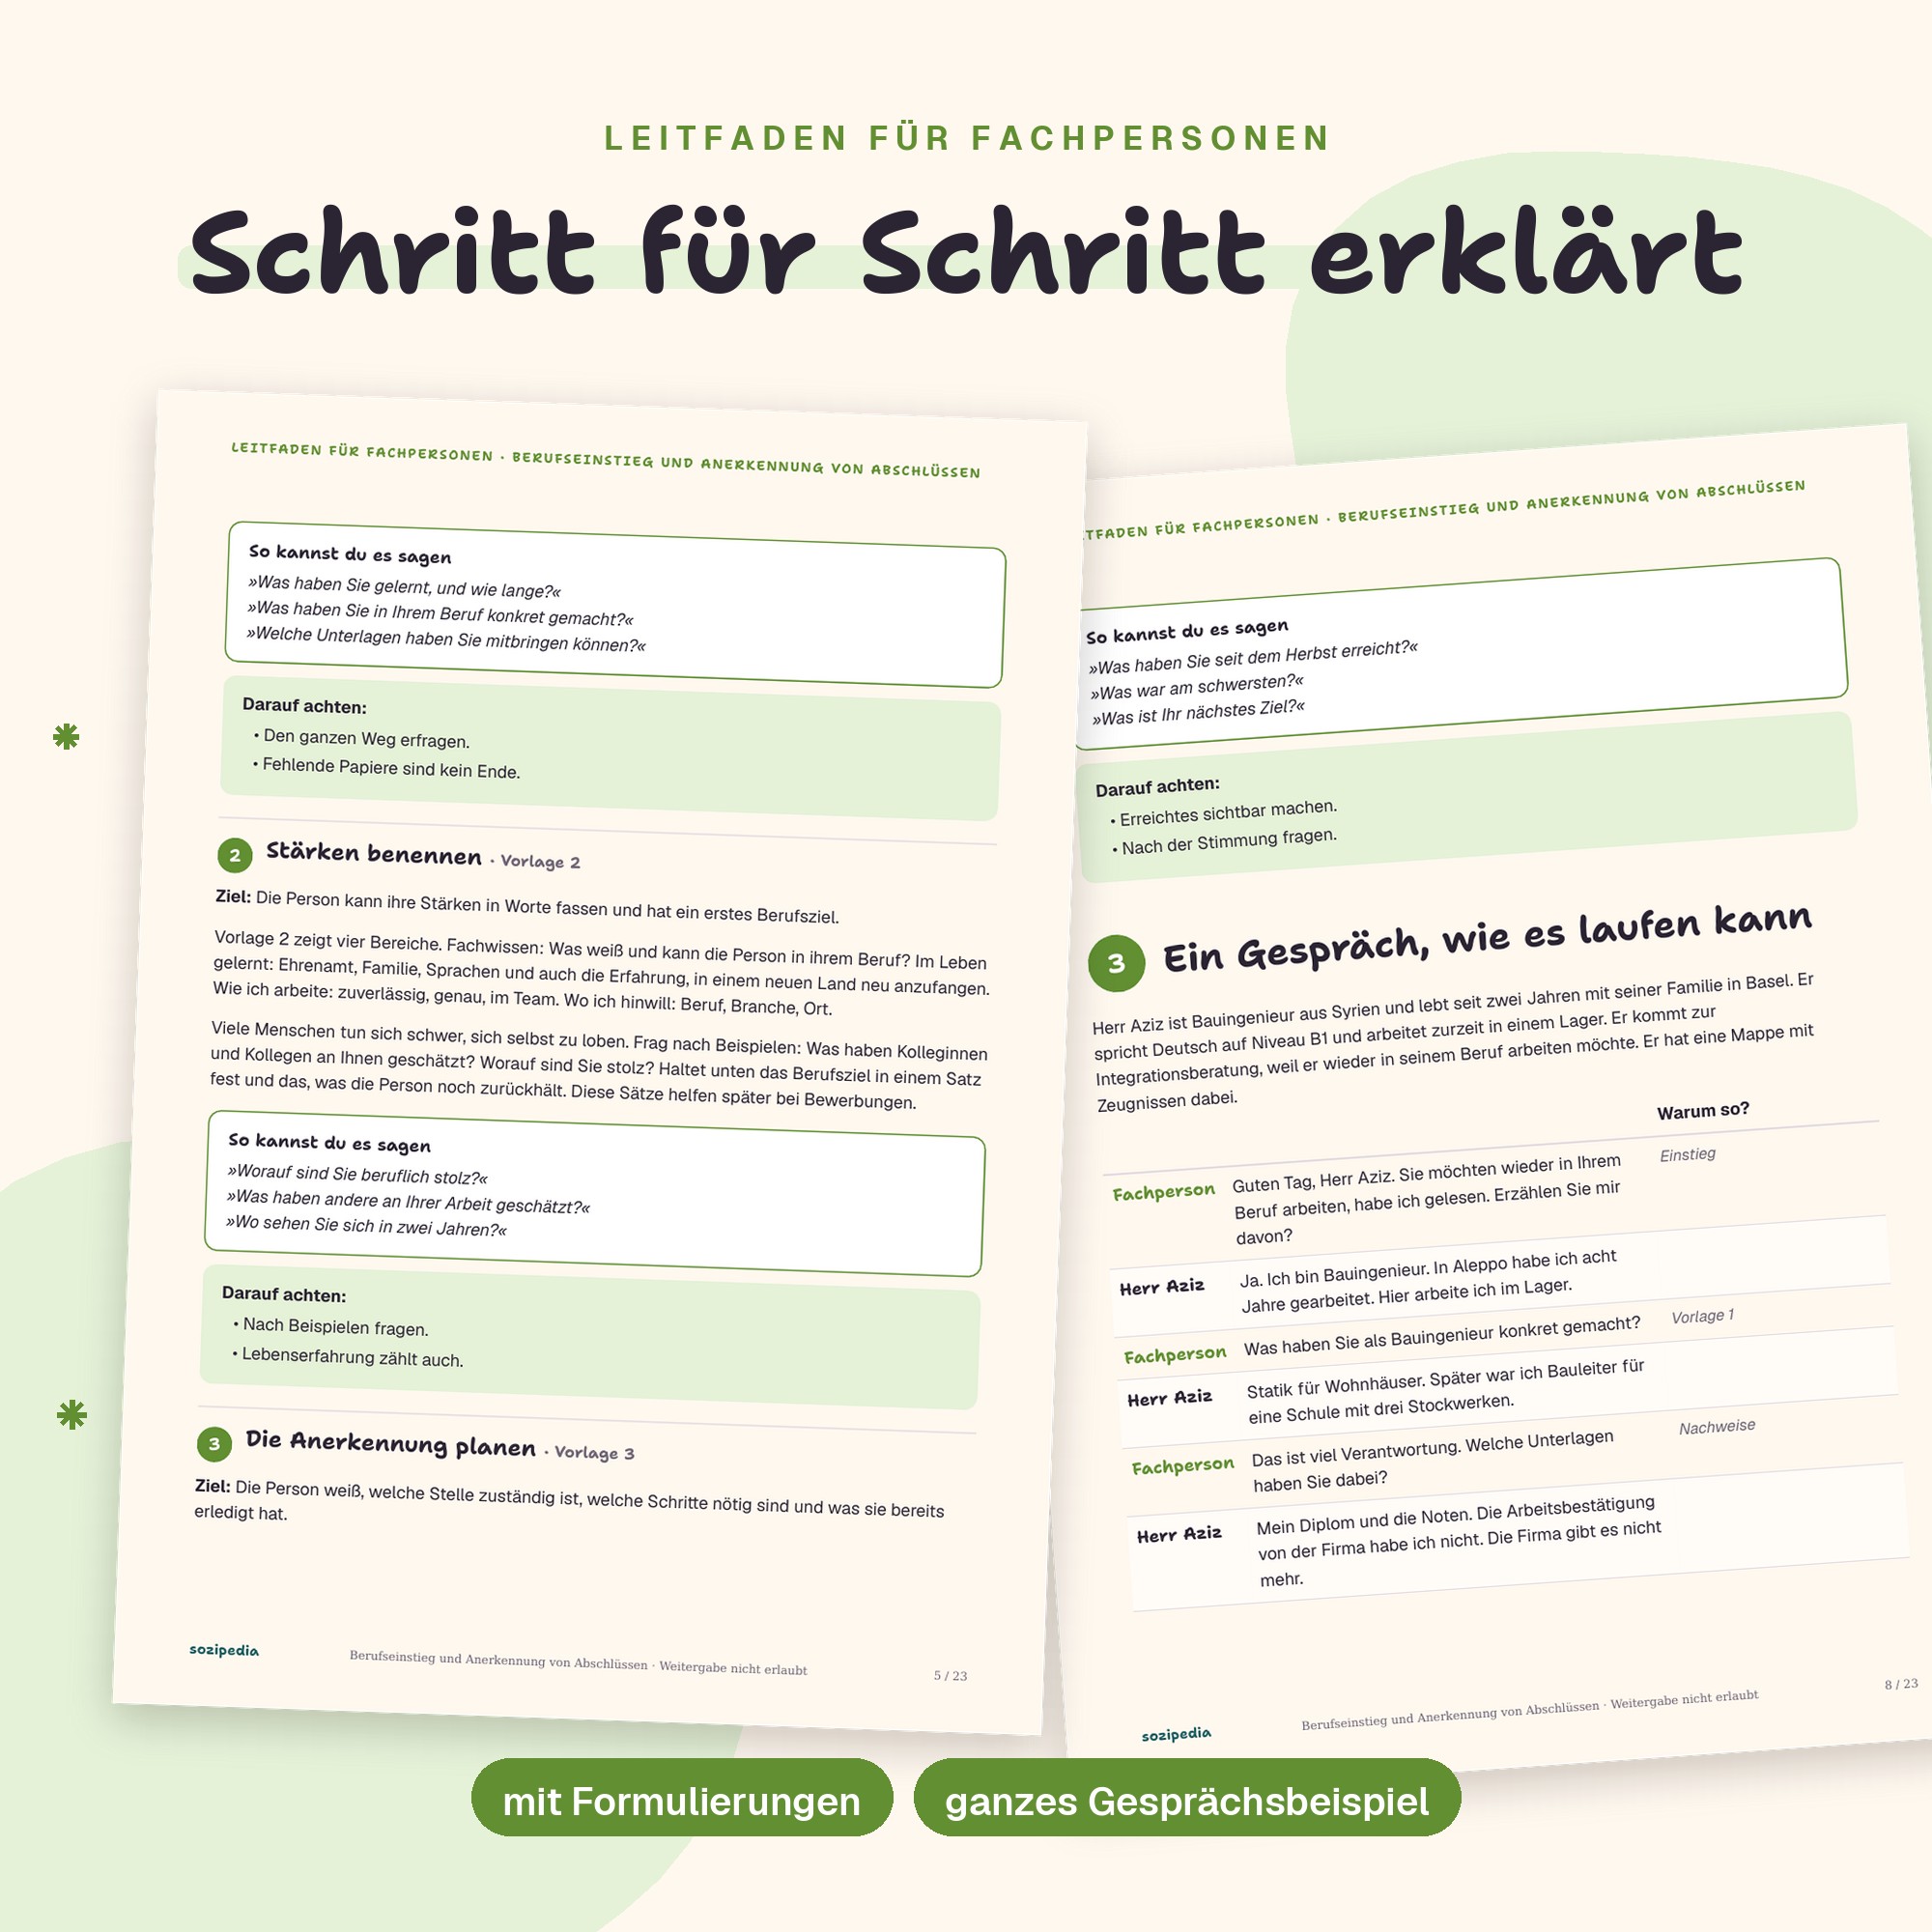 LEITFADEN FÜR FACHPERSONEN
Schritt für Schritt erklärt
LEITFADEN FÜR FACHPERSONEN · BERUFSEINSTIEG UND ANERKENNUNG VON ABSCHLÜSSEN
So kannst du es sagen
»Was haben Sie gelernt, und wie lange?«
»Was haben Sie in Ihrem Beruf konkret gemacht?«
»Welche Unterlagen haben Sie mitbringen können?«
Darauf achten:
• Den ganzen Weg erfragen.
• Fehlende Papiere sind kein Ende.
2 Stärken benennen · Vorlage 2
Ziel: Die Person kann ihre Stärken in Worte fassen und hat ein erstes Berufsziel.
Vorlage 2 zeigt vier Bereiche. Fachwissen: Was weiß und kann die Person in ihrem Beruf? Im Leben
gelernt: Ehrenamt, Familie, Sprachen und auch die Erfahrung, in einem neuen Land neu anzufangen.
Wie ich arbeite: zuverlässig, genau, im Team. Wo ich hinwill: Beruf, Branche, Ort.
Viele Menschen tun sich schwer, sich selbst zu loben. Frag nach Beispielen: Was haben Kolleginnen
und Kollegen an Ihnen geschätzt? Worauf sind Sie stolz? Haltet unten das Berufsziel in einem Satz
fest und das, was die Person noch zurückhält. Diese Sätze helfen später bei Bewerbungen.
So kannst du es sagen
»Worauf sind Sie beruflich stolz?«
»Was haben andere an Ihrer Arbeit geschätzt?«
»Wo sehen Sie sich in zwei Jahren?«
Darauf achten:
• Nach Beispielen fragen.
• Lebenserfahrung zählt auch.
3 Die Anerkennung planen · Vorlage 3
Ziel: Die Person weiß, welche Stelle zuständig ist, welche Schritte nötig sind und was sie bereits
erledigt hat.
sozipedia
Berufseinstieg und Anerkennung von Abschlüssen · Weitergabe nicht erlaubt
5 / 23
TFADEN FÜR FACHPERSONEN · BERUFSEINSTIEG UND ANERKENNUNG VON ABSCHLÜSSEN
So kannst du es sagen
»Was haben Sie seit dem Herbst erreicht?«
»Was war am schwersten?«
»Was ist Ihr nächstes Ziel?«
Darauf achten:
• Erreichtes sichtbar machen.
• Nach der Stimmung fragen.
3 Ein Gespräch, wie es laufen kann
Herr Aziz ist Bauingenieur aus Syrien und lebt seit zwei Jahren mit seiner Familie in Basel. Er
spricht Deutsch auf Niveau B1 und arbeitet zurzeit in einem Lager. Er kommt zur
Integrationsberatung, weil er wieder in seinem Beruf arbeiten möchte. Er hat eine Mappe mit
Zeugnissen dabei.
Warum so?
Fachperson Guten Tag, Herr Aziz. Sie möchten wieder in Ihrem Einstieg
Beruf arbeiten, habe ich gelesen. Erzählen Sie mir
davon?
Herr Aziz Ja. Ich bin Bauingenieur. In Aleppo habe ich acht
Jahre gearbeitet. Hier arbeite ich im Lager.
Fachperson Was haben Sie als Bauingenieur konkret gemacht? Vorlage 1
Herr Aziz Statik für Wohnhäuser. Später war ich Bauleiter für
eine Schule mit drei Stockwerken.
Fachperson Das ist viel Verantwortung. Welche Unterlagen Nachweise
haben Sie dabei?
Herr Aziz Mein Diplom und die Noten. Die Arbeitsbestätigung
von der Firma habe ich nicht. Die Firma gibt es nicht
mehr.
sozipedia
Berufseinstieg und Anerkennung von Abschlüssen · Weitergabe nicht erlaubt
8 / 23
mit Formulierungen
ganzes Gesprächsbeispiel